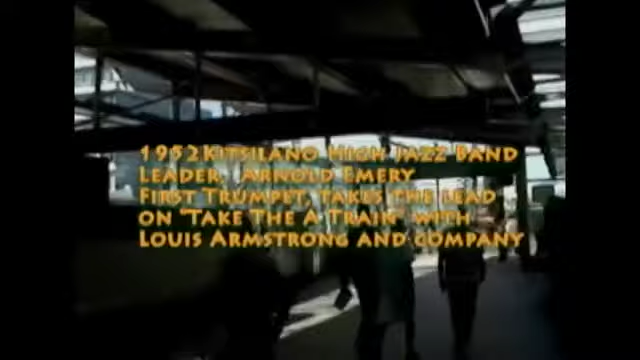 1952 Kitsilano High Jazz Band
Leader, Arnold Emery
First Trumpet, takes the lead
on "Take The A Train" with
Louis Armstrong and company